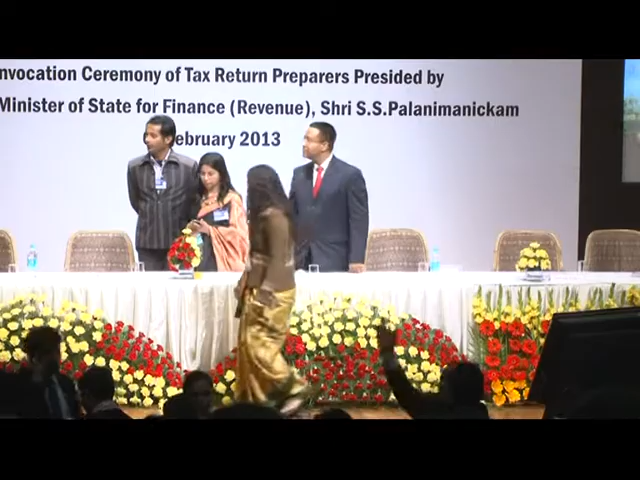 nvocation Ceremony of Tax Return Preparers Presided by
Minister of State for Finance (Revenue), Shri S.S.Palanimanickam
ebruary 2013